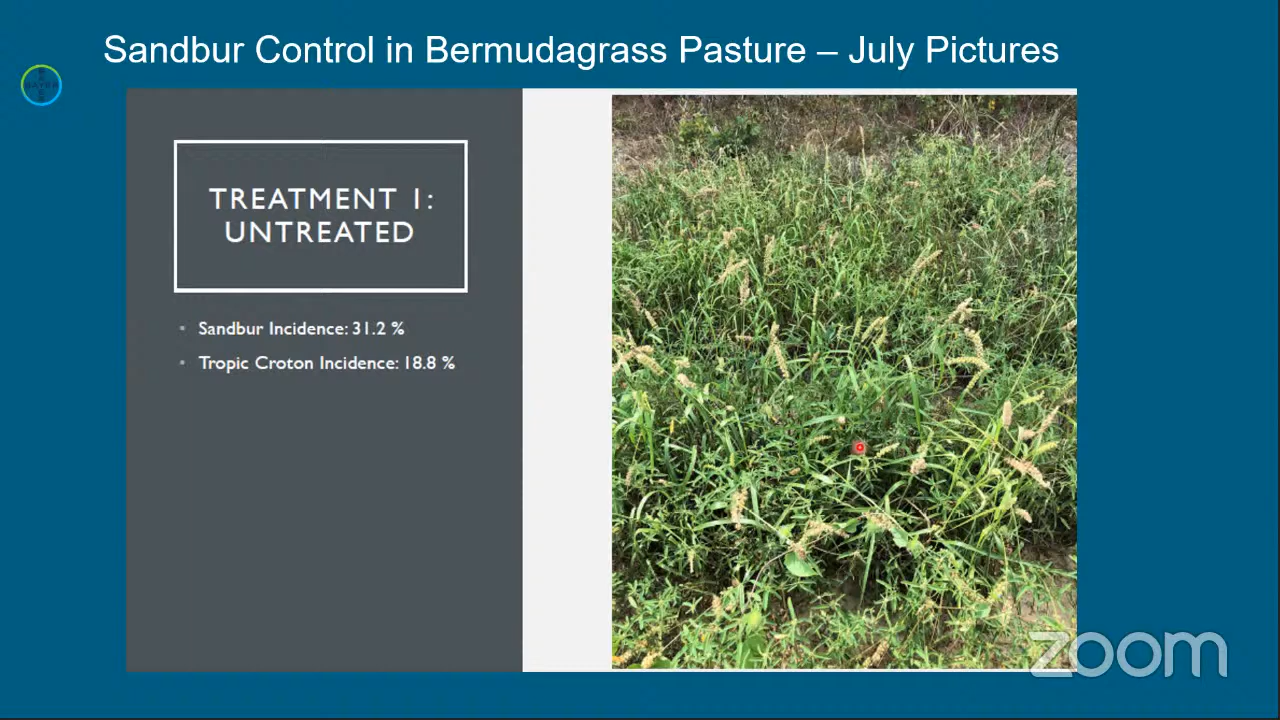 Sandbur Control in Bermudagrass Pasture – July Pictures
BAYER
TREATMENT 1:
UNTREATED
Sandbur Incidence: 31.2 %
Tropic Croton Incidence: 18.8 %
zoom